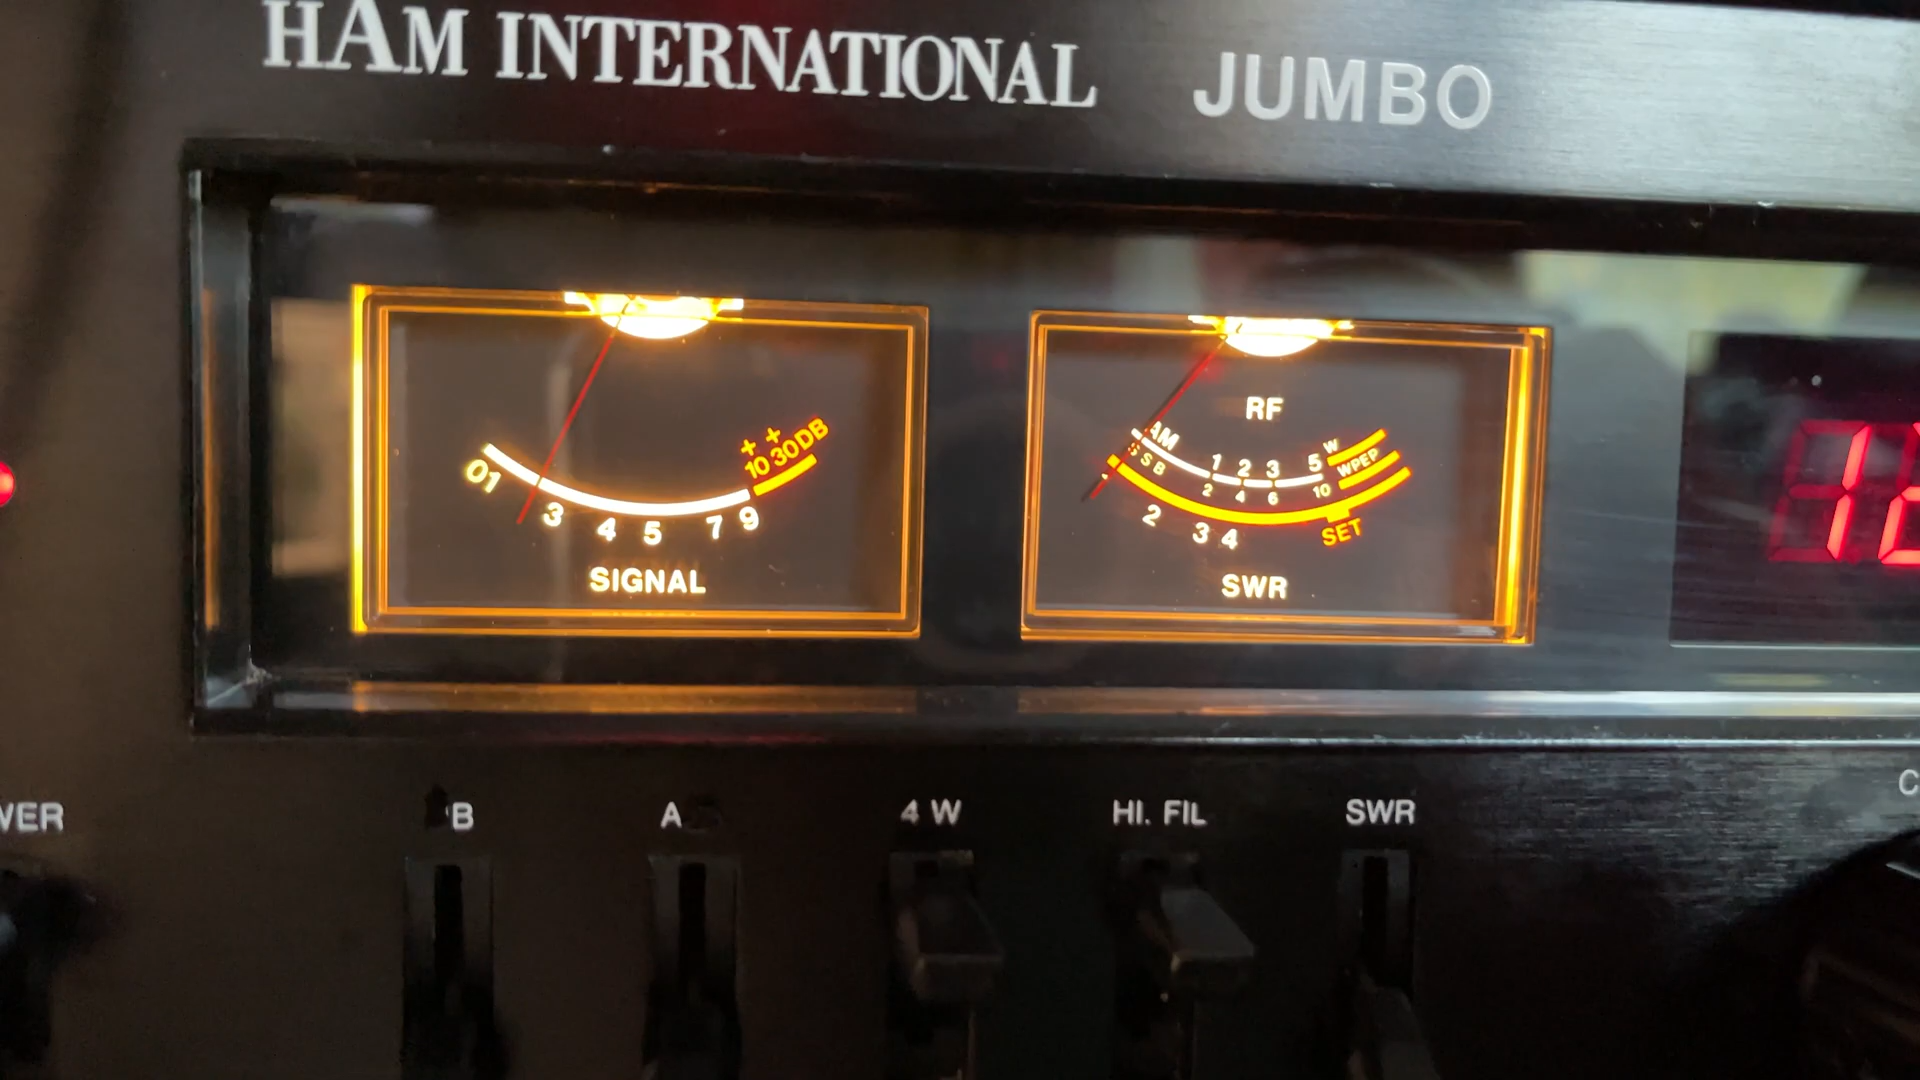 HAM INTERNATIONAL JUMBO
+ +
10 30DB
01
3 4 5 7 9
SIGNAL
RF
AM 1 2 3 5 W
SSB 2 4 6 10 WPEP
2 3 4 SET
SWR
B A 4 W HI. FIL SWR